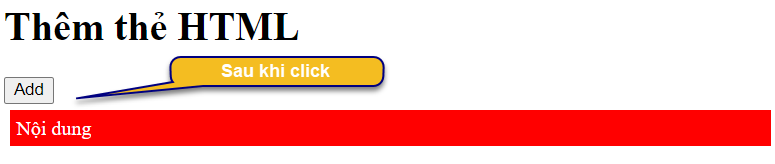 Thêm thẻ HTML
Sau khi click
Add
Nội dung